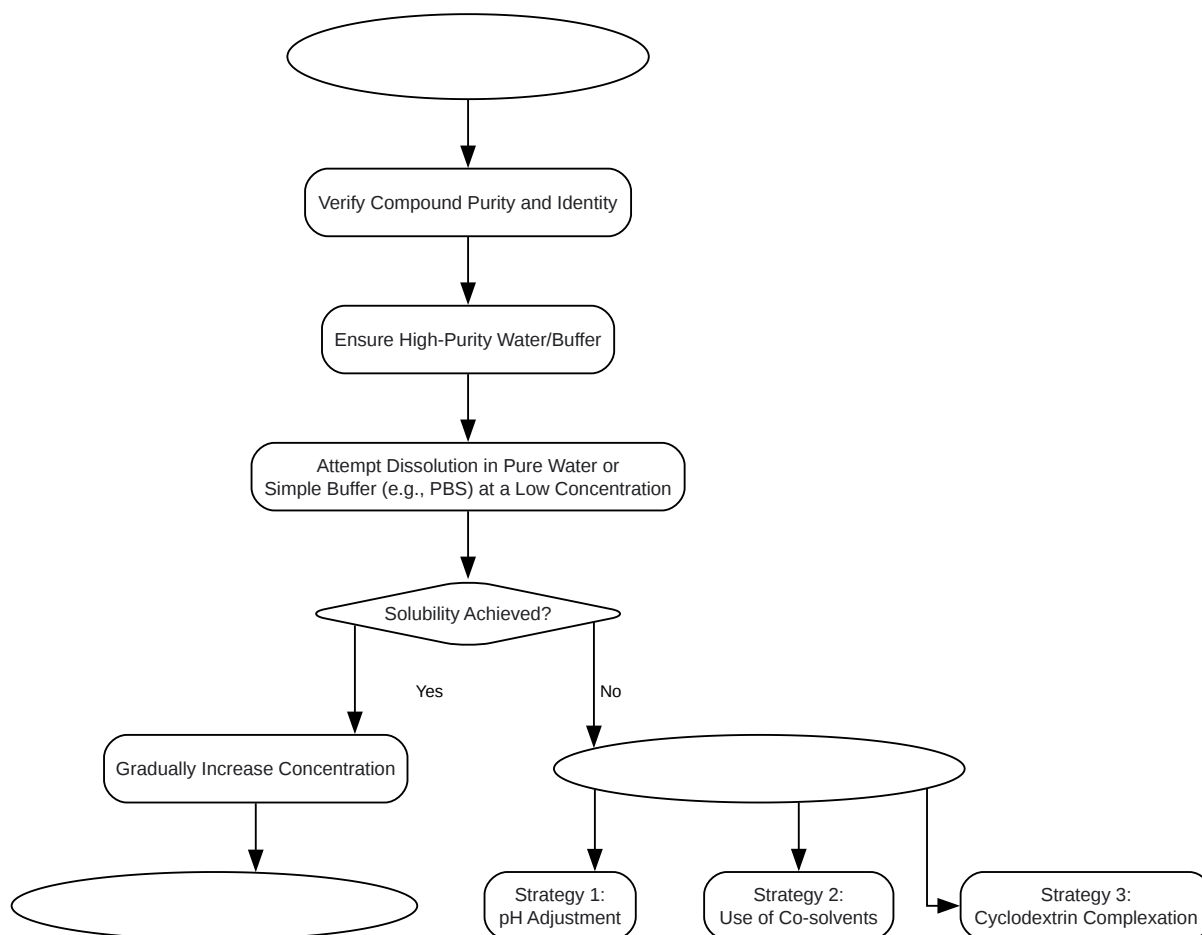 Verify Compound Purity and Identity
Ensure High-Purity Water/Buffer
Attempt Dissolution in Pure Water or
Simple Buffer (e.g., PBS) at a Low Concentration
Solubility Achieved?
Yes
No
Gradually Increase Concentration
Strategy 1:
pH Adjustment
Strategy 2:
Use of Co-solvents
Strategy 3:
Cyclodextrin Complexation